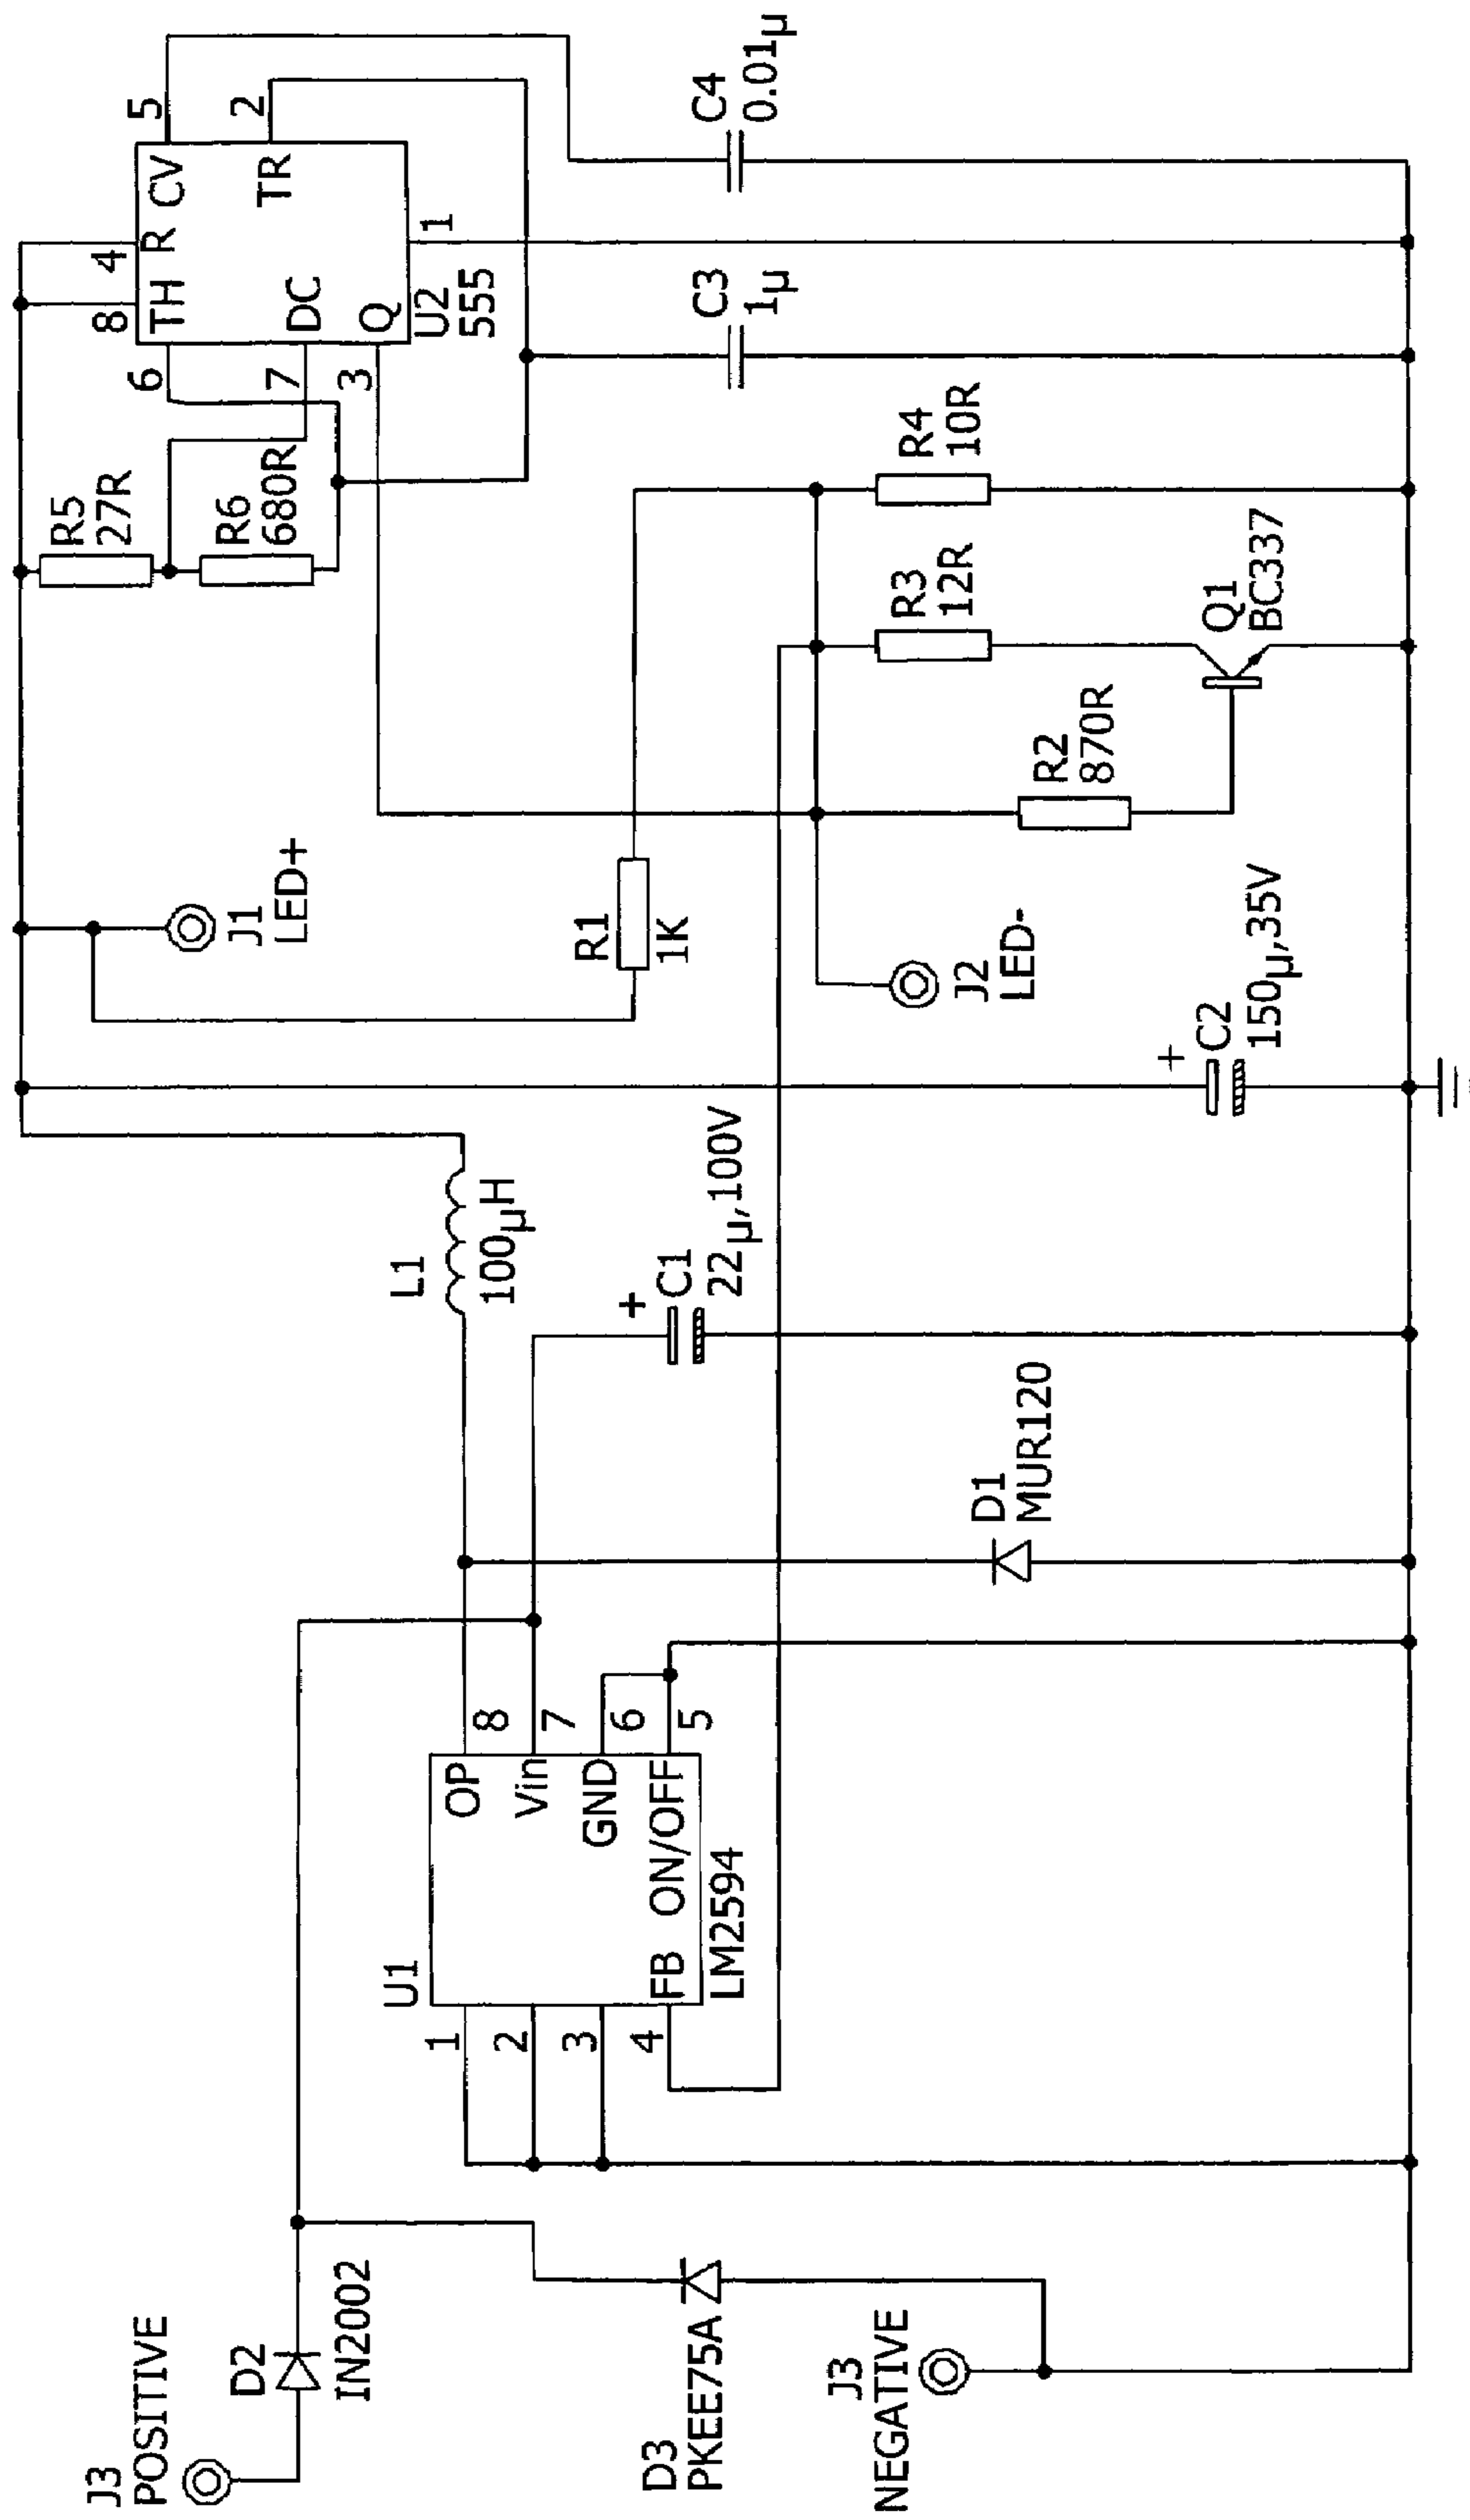 J3
POSITIVE
D2
IN2002
D3
PKEE75A
J3
NEGATIVE
U1
1
2
3
4
OP
Vin
GND
FB ON/OFF
LM2594
8
7
6
5
D1
MUR120
L1
100µH
+
C1
22µ,100V
+
C2
150µ,35V
J1
LED+
R1
1K
J2
LED-
R2
870R
R3
12R
Q1
BC337
R4
10R
R5
27R
R6
680R
6
7
3
8
4
TH
R
CV
DC
TR
Q
U2
555
5
2
1
C3
1µ
C4
0.01µ